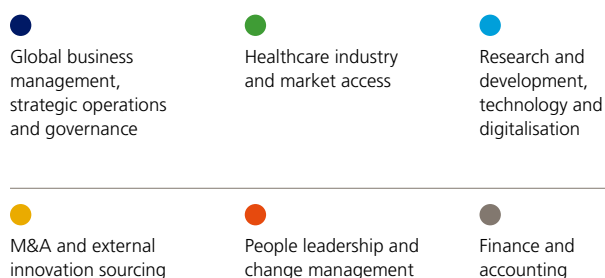 Global business
management,
strategic operations
and governance
Healthcare industry
and market access
Research and
development,
technology and
digitalisation
M&A and external
innovation sourcing
People leadership and
change management
Finance and
accounting